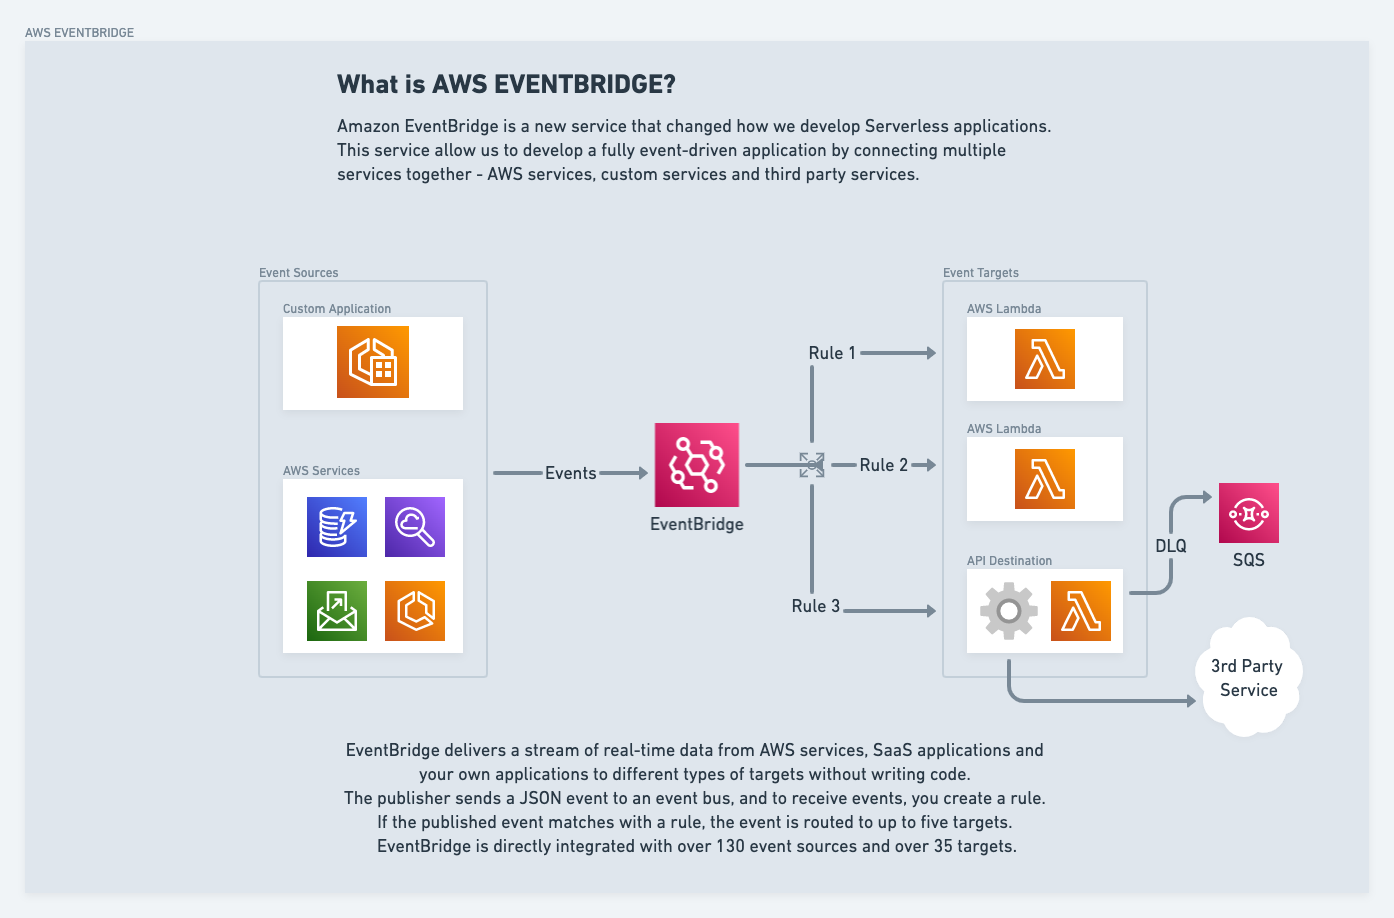 AWS EVENTBRIDGE
What is AWS EVENTBRIDGE?
Amazon EventBridge is a new service that changed how we develop Serverless applications.
This service allow us to develop a fully event-driven application by connecting multiple
services together - AWS services, custom services and third party services.
Event Sources
Custom Application
AWS Services
Events
EventBridge
Rule 1
Rule 2
Rule 3
Event Targets
AWS Lambda
AWS Lambda
API Destination
DLQ
SQS
3rd Party
Service
EventBridge delivers a stream of real-time data from AWS services, SaaS applications and
your own applications to different types of targets without writing code.
The publisher sends a JSON event to an event bus, and to receive events, you create a rule.
If the published event matches with a rule, the event is routed to up to five targets.
EventBridge is directly integrated with over 130 event sources and over 35 targets.